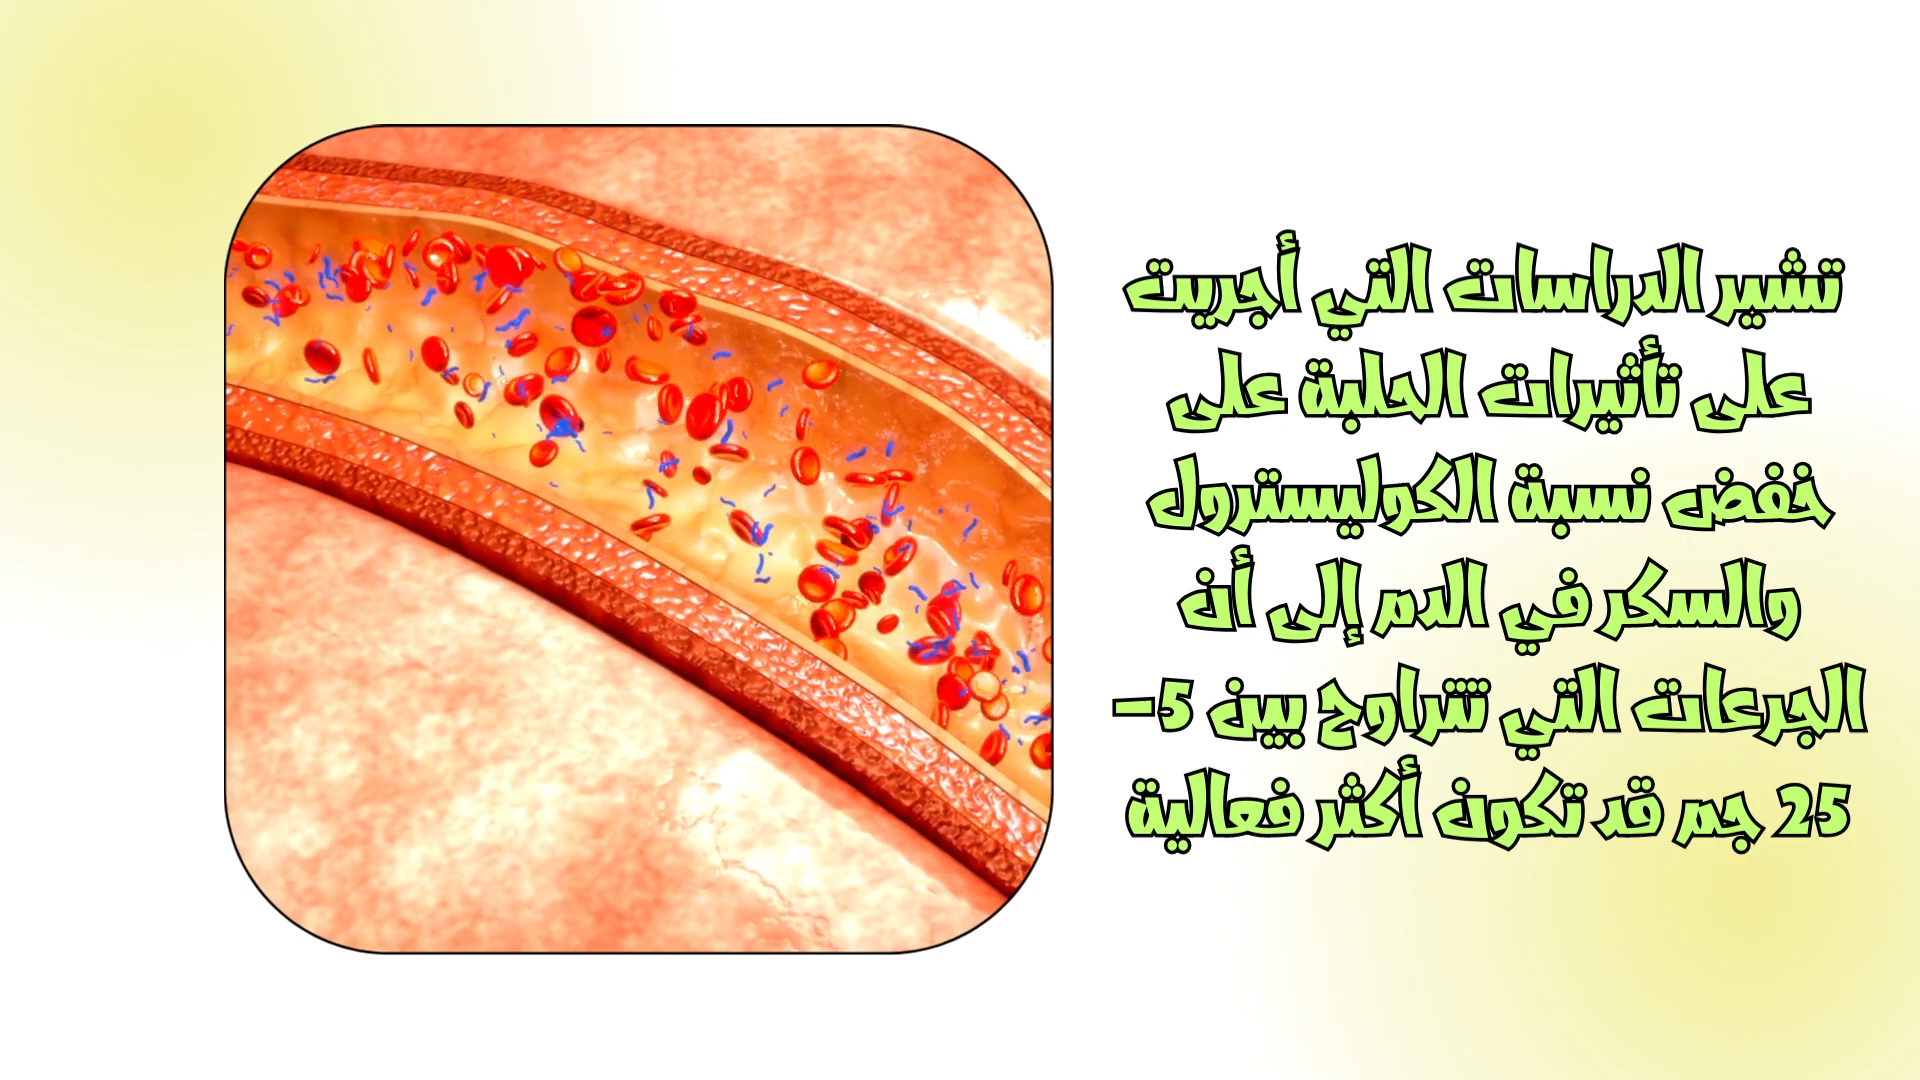 تشير الدراسات التي أجريت
على تأثيرات الحلبة على
خفض نسبة الكوليسترول
والسكر في الدم إلى أن
الجرعات التي تتراوح بين 5-
25 جم قد تكون أكثر فعالية